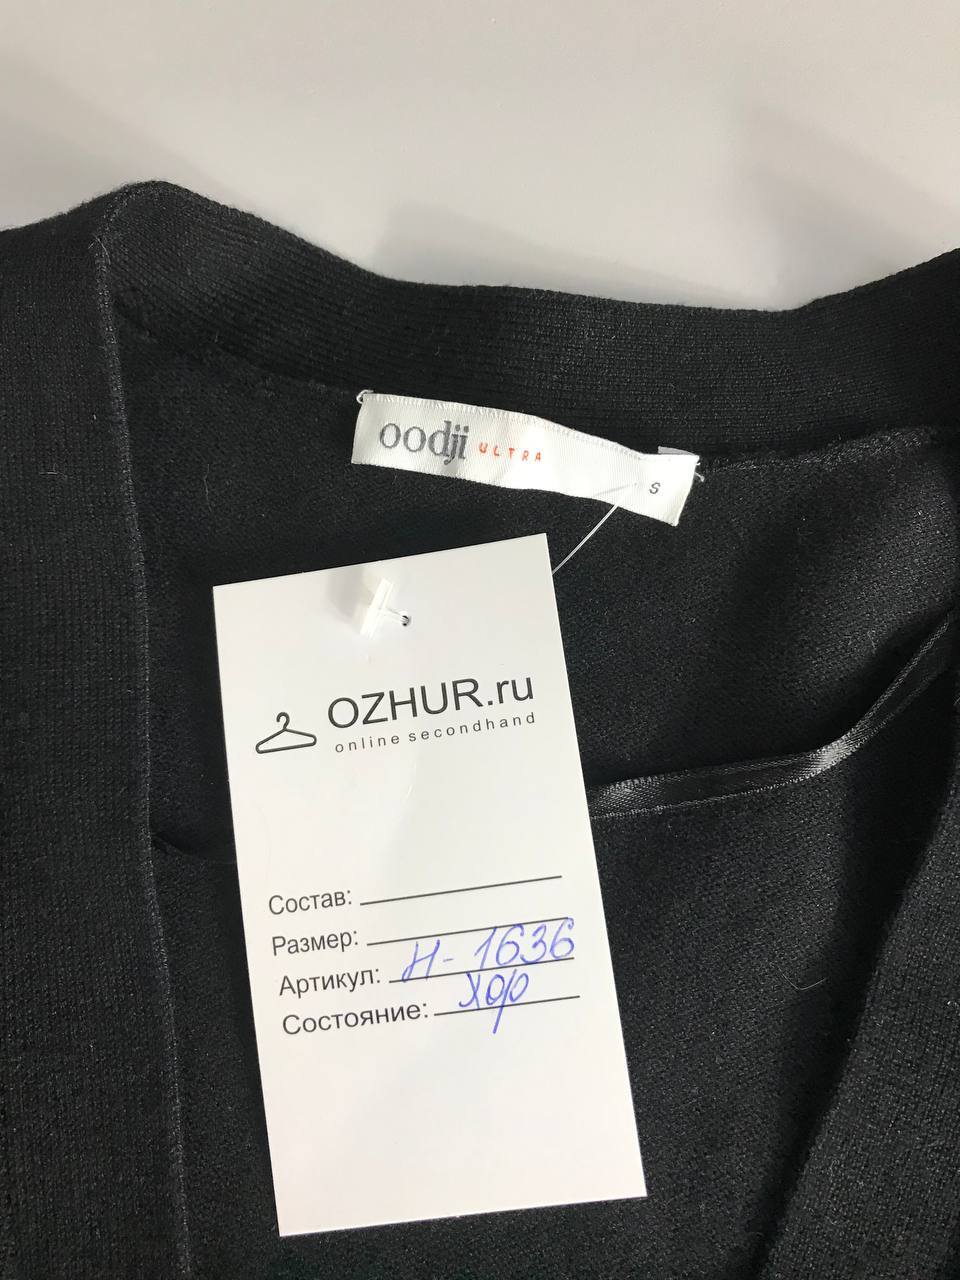 oodji ULTRA
S
OZHUR.ru
online secondhand
Состав:
Размер:
Артикул: Н-1636
Состояние: хор